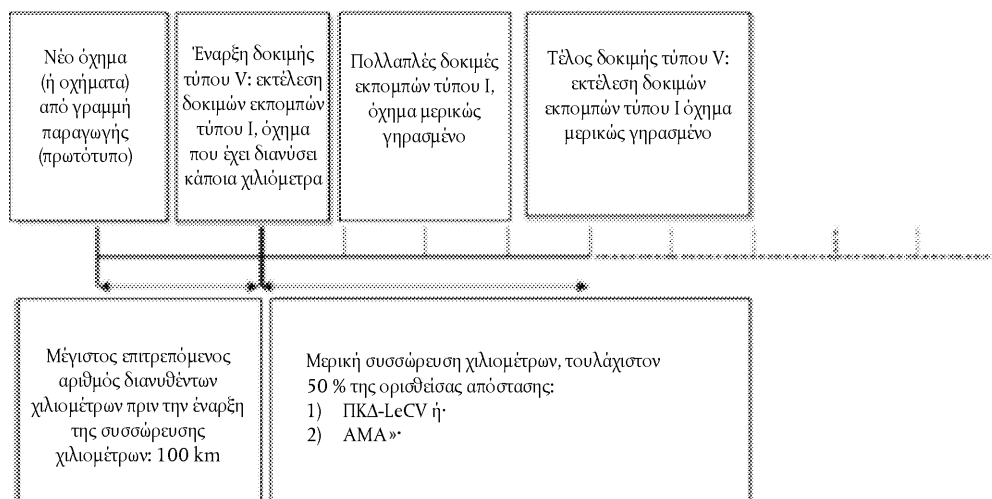 Νέο όχημα
(ή οχήματα)
από γραμμή
παραγωγής
(πρωτότυπο)
Έναρξη δοκιμής
τύπου V: εκτέλεση
δοκιμών εκπομπών
τύπου I, όχημα
που έχει διανύσει
κάποια χιλιόμετρα
Πολλαπλές δοκιμές
εκπομπών τύπου I,
όχημα μερικώς
γηρασμένο
Τέλος δοκιμής τύπου V:
εκτέλεση δοκιμών
εκπομπών τύπου I όχημα
μερικώς γηρασμένο
Μέγιστος επιτρεπόμενος
αριθμός διανυθέντων
χιλιομέτρων πριν την έναρξη
της συσσώρευσης
χιλιομέτρων: 100 km
Μερική συσσώρευση χιλιομέτρων, τουλάχιστον
50 % της ορισθείσας απόστασης:
1) ΠΚΔ-LeCV ή·
2) AMA»·